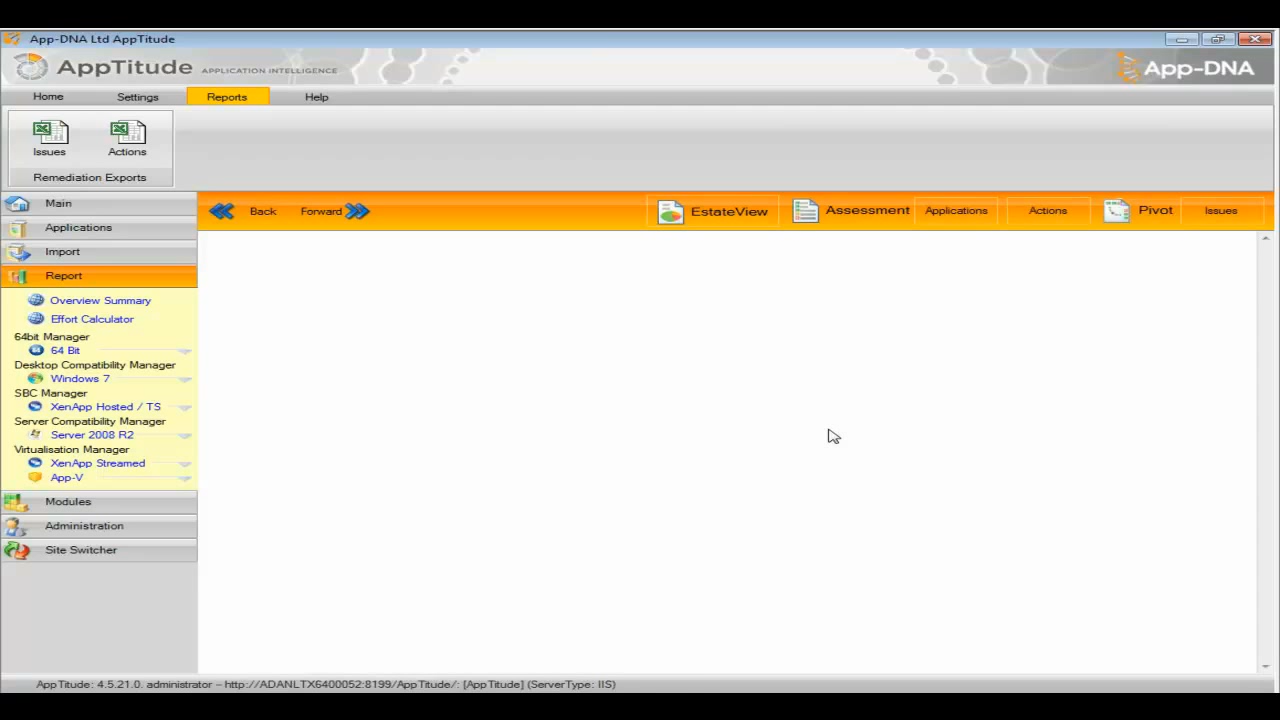 App-DNA Ltd AppTitude
AppTitude APPLICATION INTELLIGENCE
App-DNA
Home Settings Reports Help
Issues Actions
Remediation Exports
Main
Back Forward EstateView Assessment Applications Actions Pivot Issues
Applications
Import
Report
Overview Summary
Effort Calculator
64bit Manager
64 Bit
Desktop Compatibility Manager
Windows 7
SBC Manager
XenApp Hosted / TS
Server Compatibility Manager
Server 2008 R2
Virtualisation Manager
XenApp Streamed
App-V
Modules
Administration
Site Switcher
AppTitude: 4.5.21.0. administrator – http://ADANLTX6400052:8199/AppTitude/: [AppTitude] (ServerType: IIS)